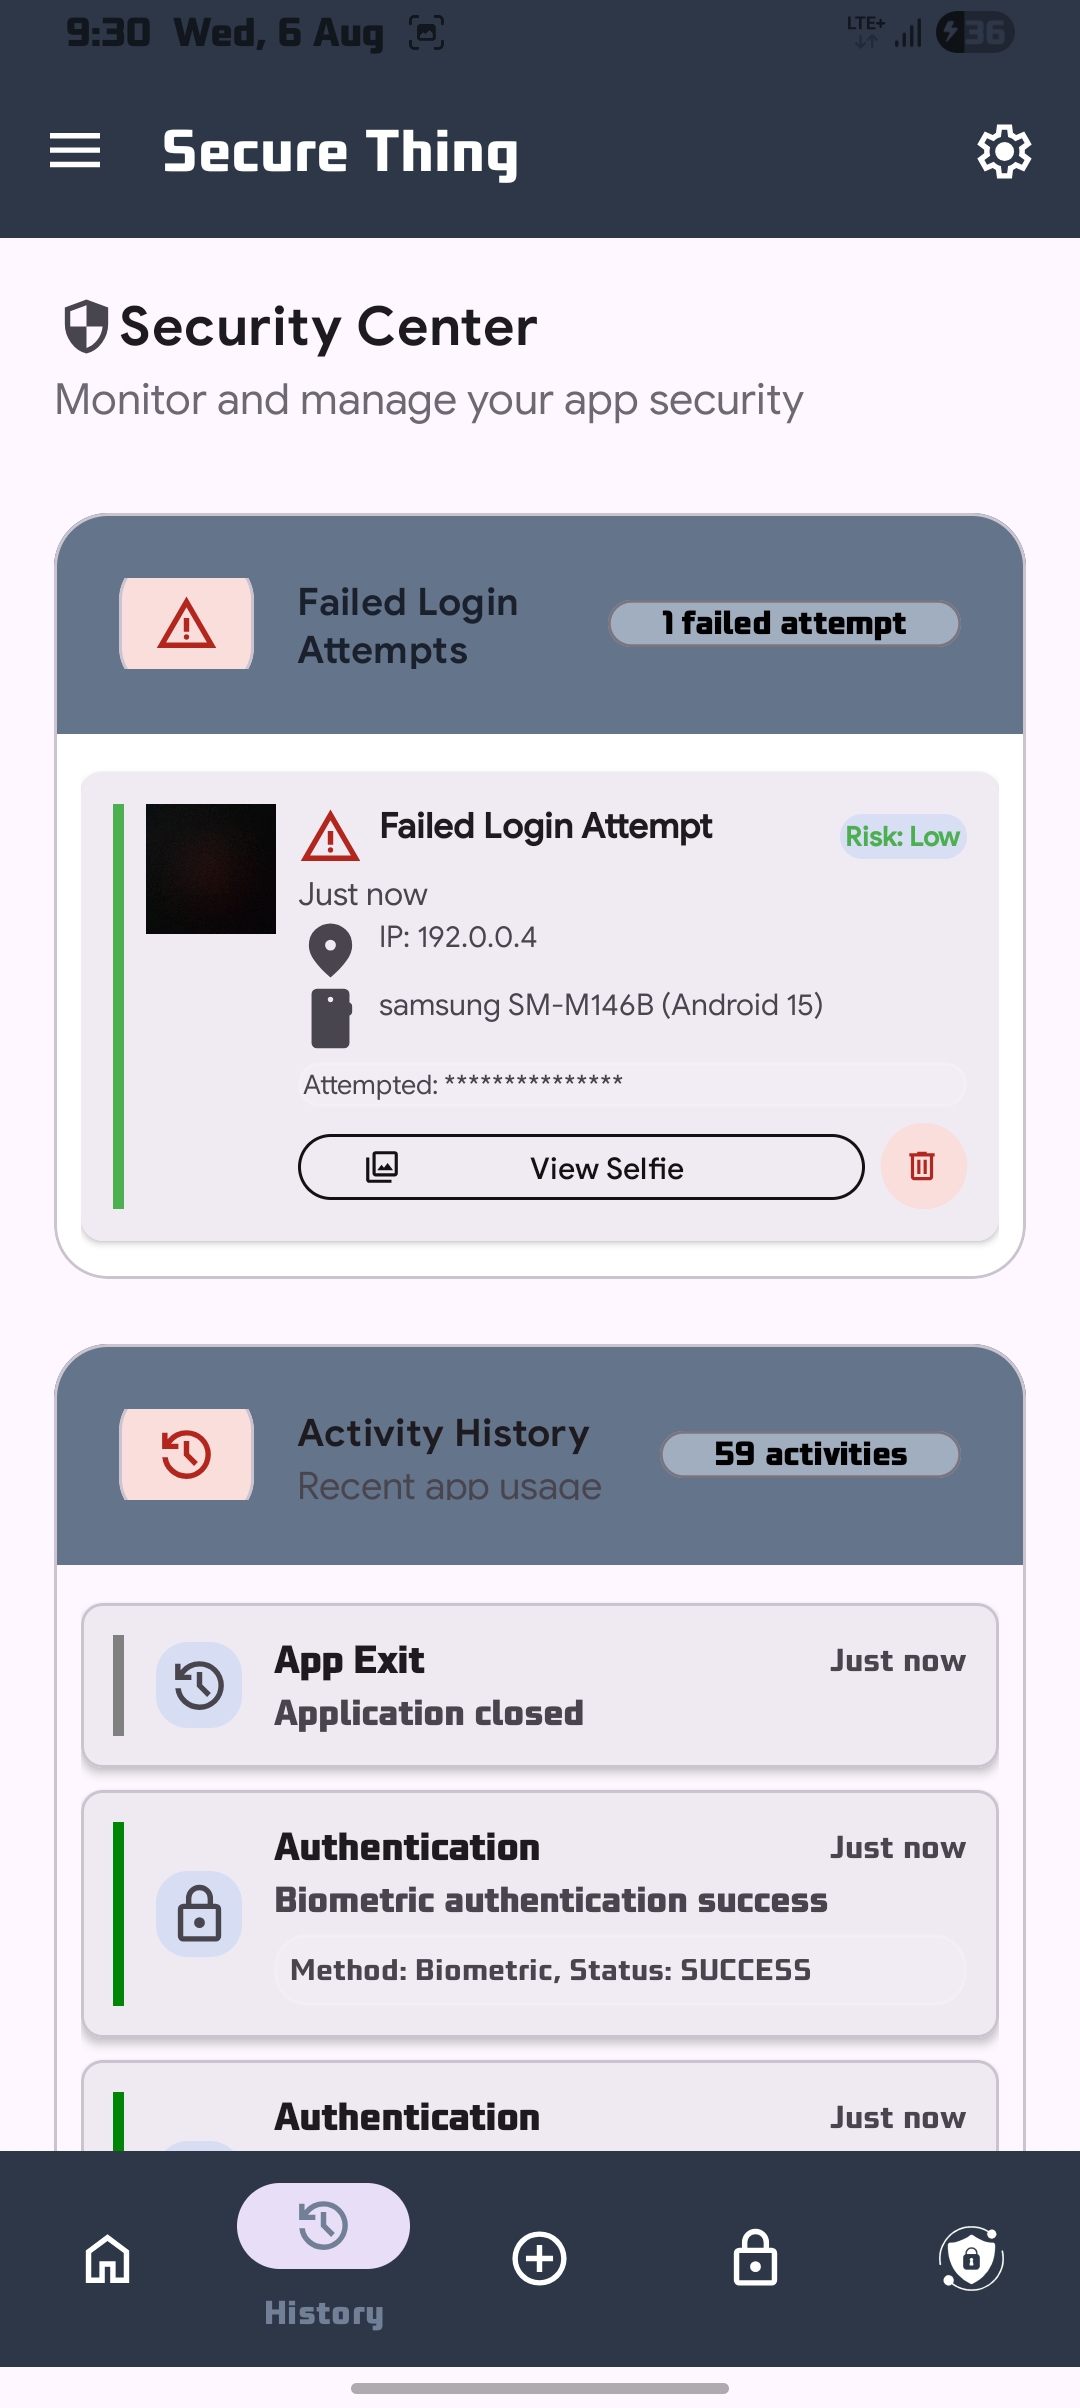 9:30 Wed, 6 Aug LTE+ 36
Secure Thing
Security Center
Monitor and manage your app security
Failed Login
Attempts
1 failed attempt
Failed Login Attempt
Risk: Low
Just now
IP: 192.0.0.4
samsung SM-M146B (Android 15)
Attempted: ***************
View Selfie
Activity History
Recent app usage
59 activities
App Exit
Just now
Application closed
Authentication
Just now
Biometric authentication success
Method: Biometric, Status: SUCCESS
Authentication
Just now
History